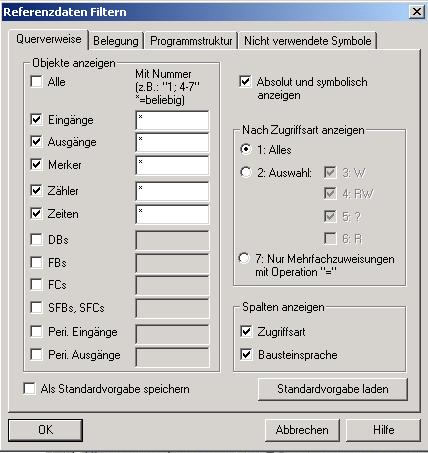 Referenzdaten Filtern
Querverweise
Belegung
Programmstruktur
Nicht verwendete Symbole
Objekte anzeigen
Alle
Mit Nummer
(z.B.: "1; 4-7"
*=beliebig)
Eingänge *
Ausgänge *
Merker *
Zähler *
Zeiten *
DBs
FBs
FCs
SFBs, SFCs
Peri. Eingänge
Peri. Ausgänge
Als Standardvorgabe speichern
Absolut und symbolisch
anzeigen
Nach Zugriffsart anzeigen
1: Alles
2: Auswahl:
3: W
4: RW
5: ?
6: R
7: Nur Mehrfachzuweisungen
mit Operation "="
Spalten anzeigen
Zugriffsart
Bausteinsprache
Standardvorgabe laden
OK
Abbrechen
Hilfe